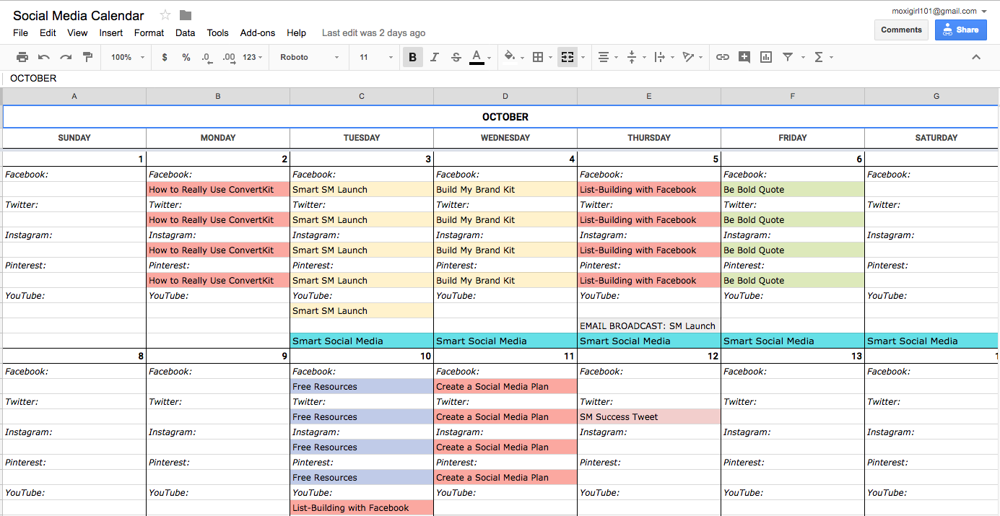 Social Media Calendar
moxigirl101@gmail.com
File Edit View Insert Format Data Tools Add-ons Help Last edit was 2 days ago
Comments Share
100% $ % .0 .00 123 Roboto 11 B I S A Σ
OCTOBER
A B C D E F G
OCTOBER
SUNDAY MONDAY TUESDAY WEDNESDAY THURSDAY FRIDAY SATURDAY
1 2 3 4 5 6
Facebook: Facebook: Facebook: Facebook: Facebook: Facebook: Facebook:
How to Really Use ConvertKit Smart SM Launch Build My Brand Kit List-Building with Facebook Be Bold Quote
Twitter: Twitter: Twitter: Twitter: Twitter: Twitter: Twitter:
How to Really Use ConvertKit Smart SM Launch Build My Brand Kit List-Building with Facebook Be Bold Quote
Instagram: Instagram: Instagram: Instagram: Instagram: Instagram: Instagram:
How to Really Use ConvertKit Smart SM Launch Build My Brand Kit List-Building with Facebook Be Bold Quote
Pinterest: Pinterest: Pinterest: Pinterest: Pinterest: Pinterest: Pinterest:
How to Really Use ConvertKit Smart SM Launch Build My Brand Kit List-Building with Facebook Be Bold Quote
YouTube: YouTube: YouTube: YouTube: YouTube: YouTube: YouTube:
Smart SM Launch
EMAIL BROADCAST: SM Launch
Smart Social Media Smart Social Media Smart Social Media Smart Social Media Smart Social Media
8 9 10 11 12 13
Facebook: Facebook: Facebook: Facebook: Facebook: Facebook: Facebook:
Free Resources Create a Social Media Plan
Twitter: Twitter: Twitter: Twitter: Twitter: Twitter: Twitter:
Free Resources Create a Social Media Plan SM Success Tweet
Instagram: Instagram: Instagram: Instagram: Instagram: Instagram: Instagram:
Free Resources Create a Social Media Plan
Pinterest: Pinterest: Pinterest: Pinterest: Pinterest: Pinterest: Pinterest:
Free Resources Create a Social Media Plan
YouTube: YouTube: YouTube: YouTube: YouTube: YouTube: YouTube:
List-Building with Facebook